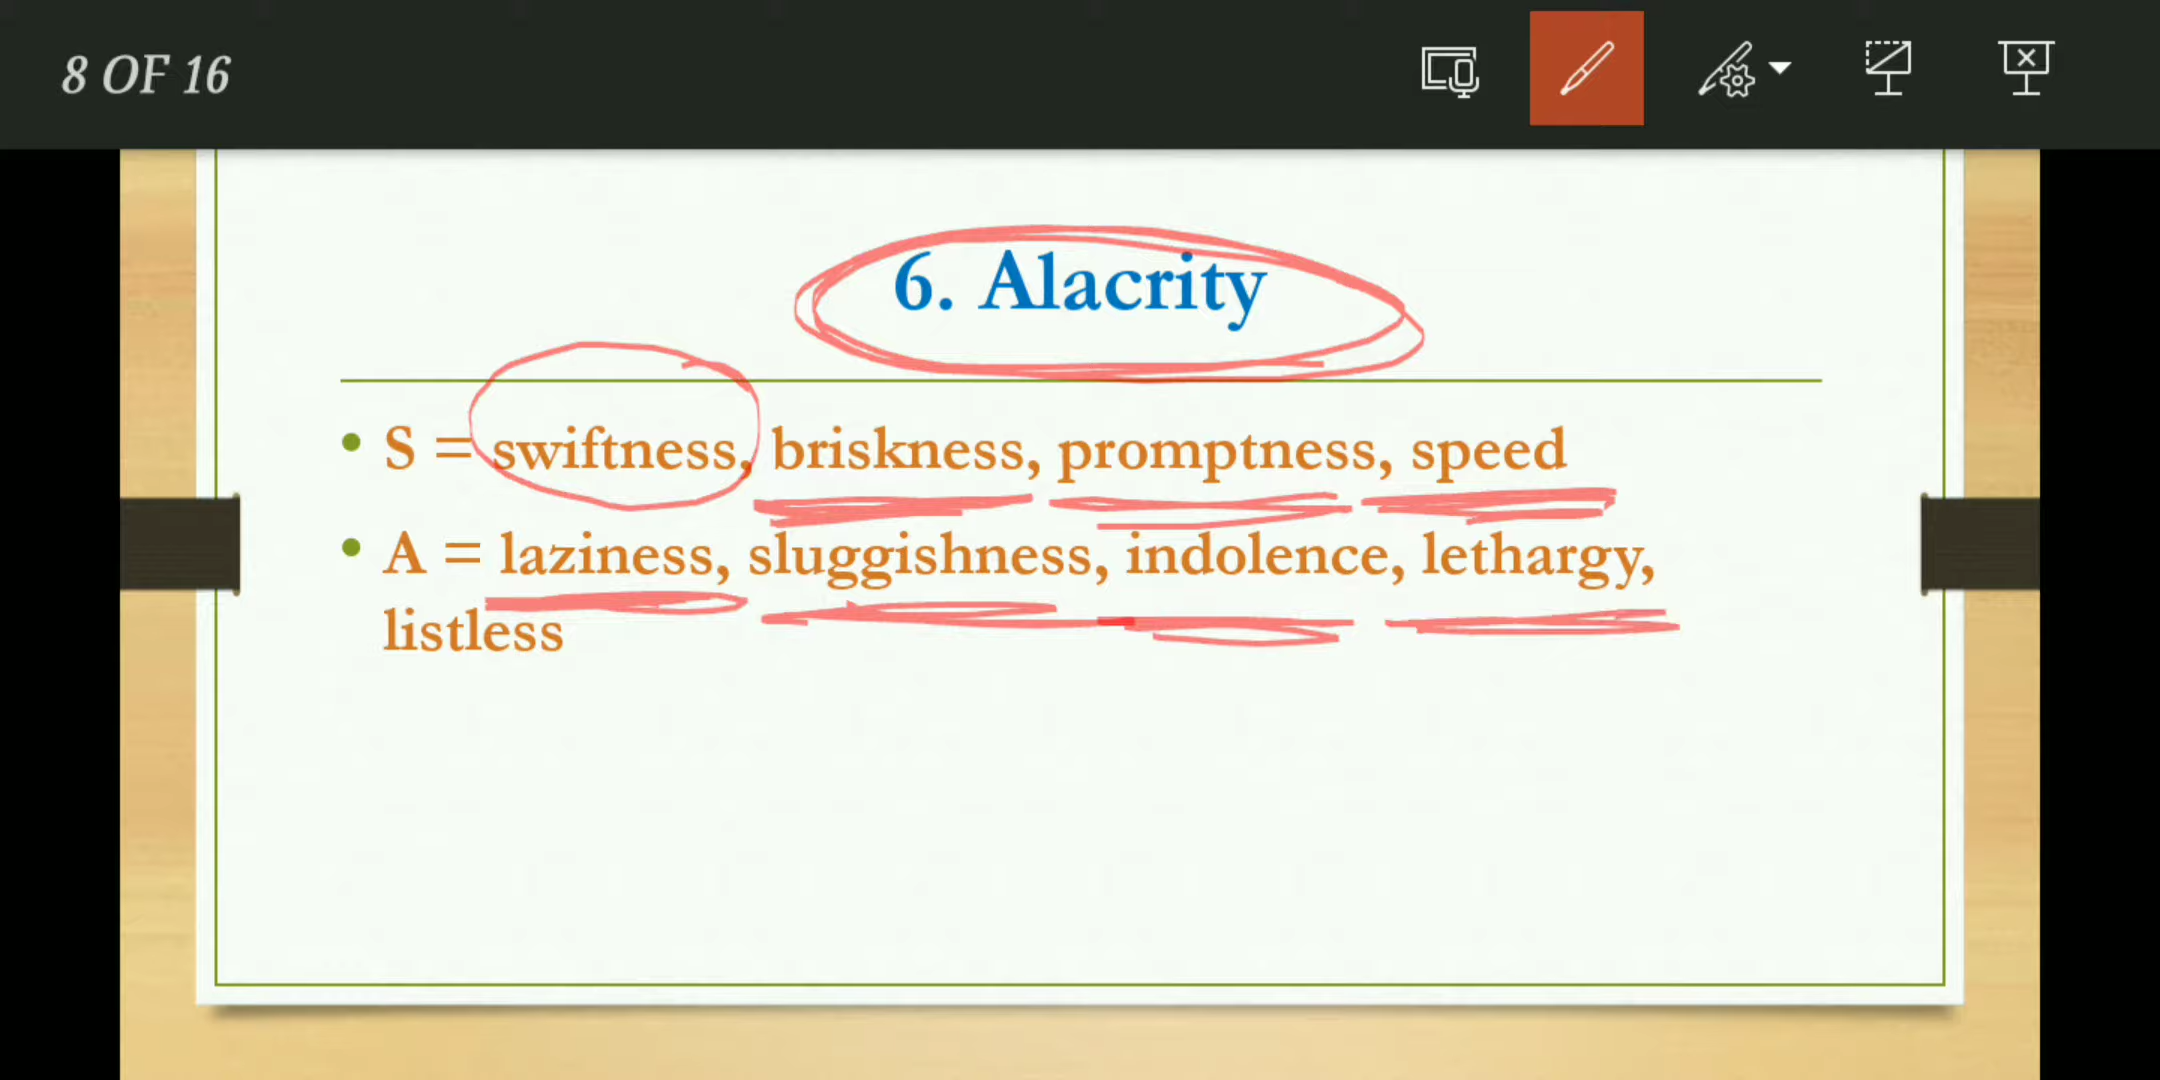 8 OF 16
6. Alacrity
S = swiftness, briskness, promptness, speed
A = laziness, sluggishness, indolence, lethargy,
listless